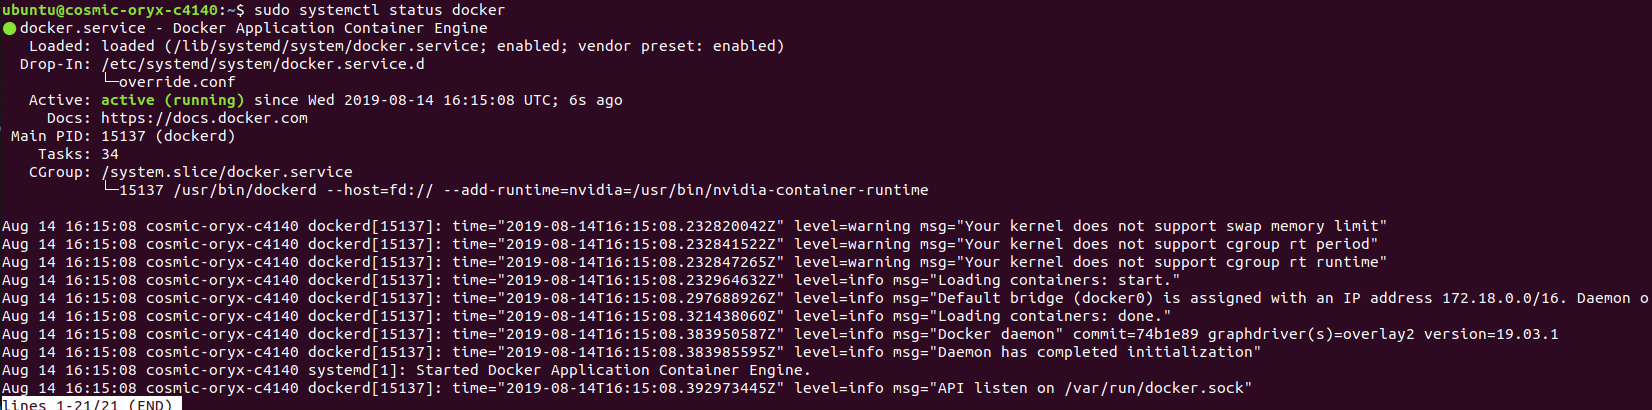 ubuntu@cosmic-oryx-c4140:~$ sudo systemctl status docker
● docker.service - Docker Application Container Engine
   Loaded: loaded (/lib/systemd/system/docker.service; enabled; vendor preset: enabled)
  Drop-In: /etc/systemd/system/docker.service.d
           └─override.conf
   Active: active (running) since Wed 2019-08-14 16:15:08 UTC; 6s ago
     Docs: https://docs.docker.com
 Main PID: 15137 (dockerd)
    Tasks: 34
   CGroup: /system.slice/docker.service
           └─15137 /usr/bin/dockerd --host=fd:// --add-runtime=nvidia=/usr/bin/nvidia-container-runtime

Aug 14 16:15:08 cosmic-oryx-c4140 dockerd[15137]: time="2019-08-14T16:15:08.232820042Z" level=warning msg="Your kernel does not support swap memory limit"
Aug 14 16:15:08 cosmic-oryx-c4140 dockerd[15137]: time="2019-08-14T16:15:08.232841522Z" level=warning msg="Your kernel does not support cgroup rt period"
Aug 14 16:15:08 cosmic-oryx-c4140 dockerd[15137]: time="2019-08-14T16:15:08.232847265Z" level=warning msg="Your kernel does not support cgroup rt runtime"
Aug 14 16:15:08 cosmic-oryx-c4140 dockerd[15137]: time="2019-08-14T16:15:08.232964632Z" level=info msg="Loading containers: start."
Aug 14 16:15:08 cosmic-oryx-c4140 dockerd[15137]: time="2019-08-14T16:15:08.297688926Z" level=info msg="Default bridge (docker0) is assigned with an IP address 172.18.0.0/16. Daemon o
Aug 14 16:15:08 cosmic-oryx-c4140 dockerd[15137]: time="2019-08-14T16:15:08.321438060Z" level=info msg="Loading containers: done."
Aug 14 16:15:08 cosmic-oryx-c4140 dockerd[15137]: time="2019-08-14T16:15:08.383950587Z" level=info msg="Docker daemon" commit=74b1e89 graphdriver(s)=overlay2 version=19.03.1
Aug 14 16:15:08 cosmic-oryx-c4140 dockerd[15137]: time="2019-08-14T16:15:08.383985595Z" level=info msg="Daemon has completed initialization"
Aug 14 16:15:08 cosmic-oryx-c4140 systemd[1]: Started Docker Application Container Engine.
Aug 14 16:15:08 cosmic-oryx-c4140 dockerd[15137]: time="2019-08-14T16:15:08.392973445Z" level=info msg="API listen on /var/run/docker.sock"
lines 1-21/21 (END)